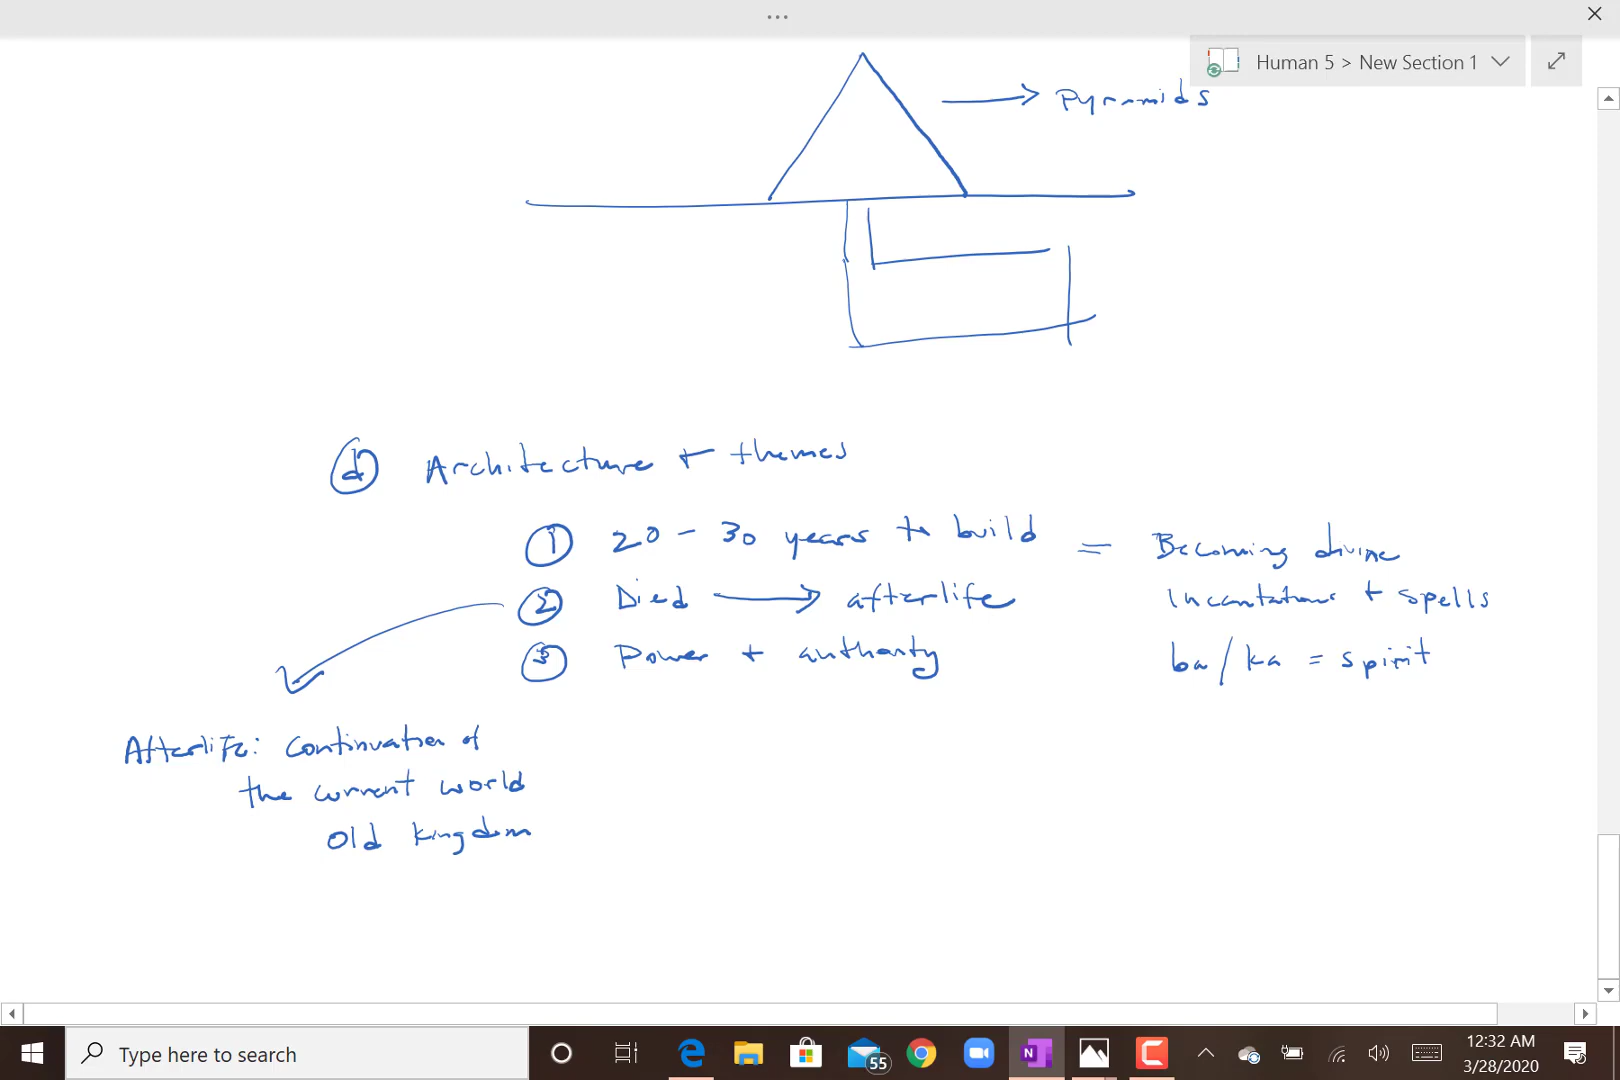 Human 5 > New Section 1
Pyramids
d Architecture + themes
1 20 - 30 years to build = Becoming divine
2 Died → afterlife Incantations + spells
3 Power + authority ba/ka = spirit
Afterlife: Continuation of
the current world
Old kingdom
Type here to search
55
12:32 AM
3/28/2020